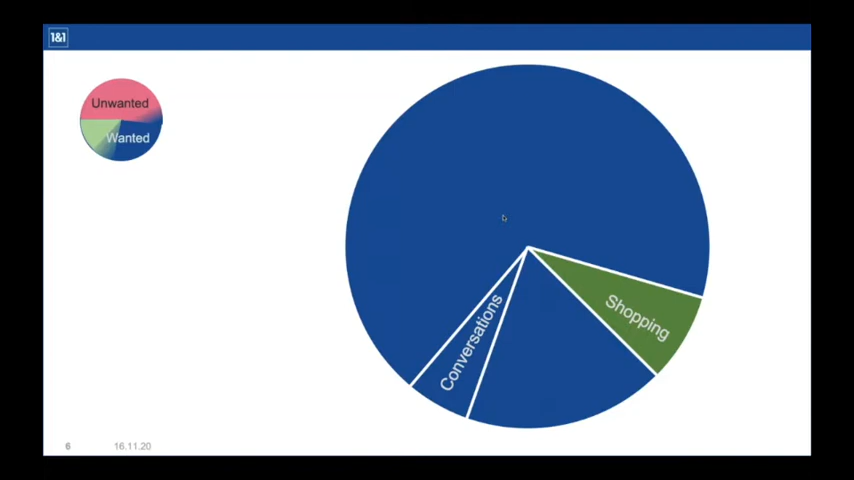 1&1
Unwanted
Wanted
Shopping
Conversations
6
16.11.20